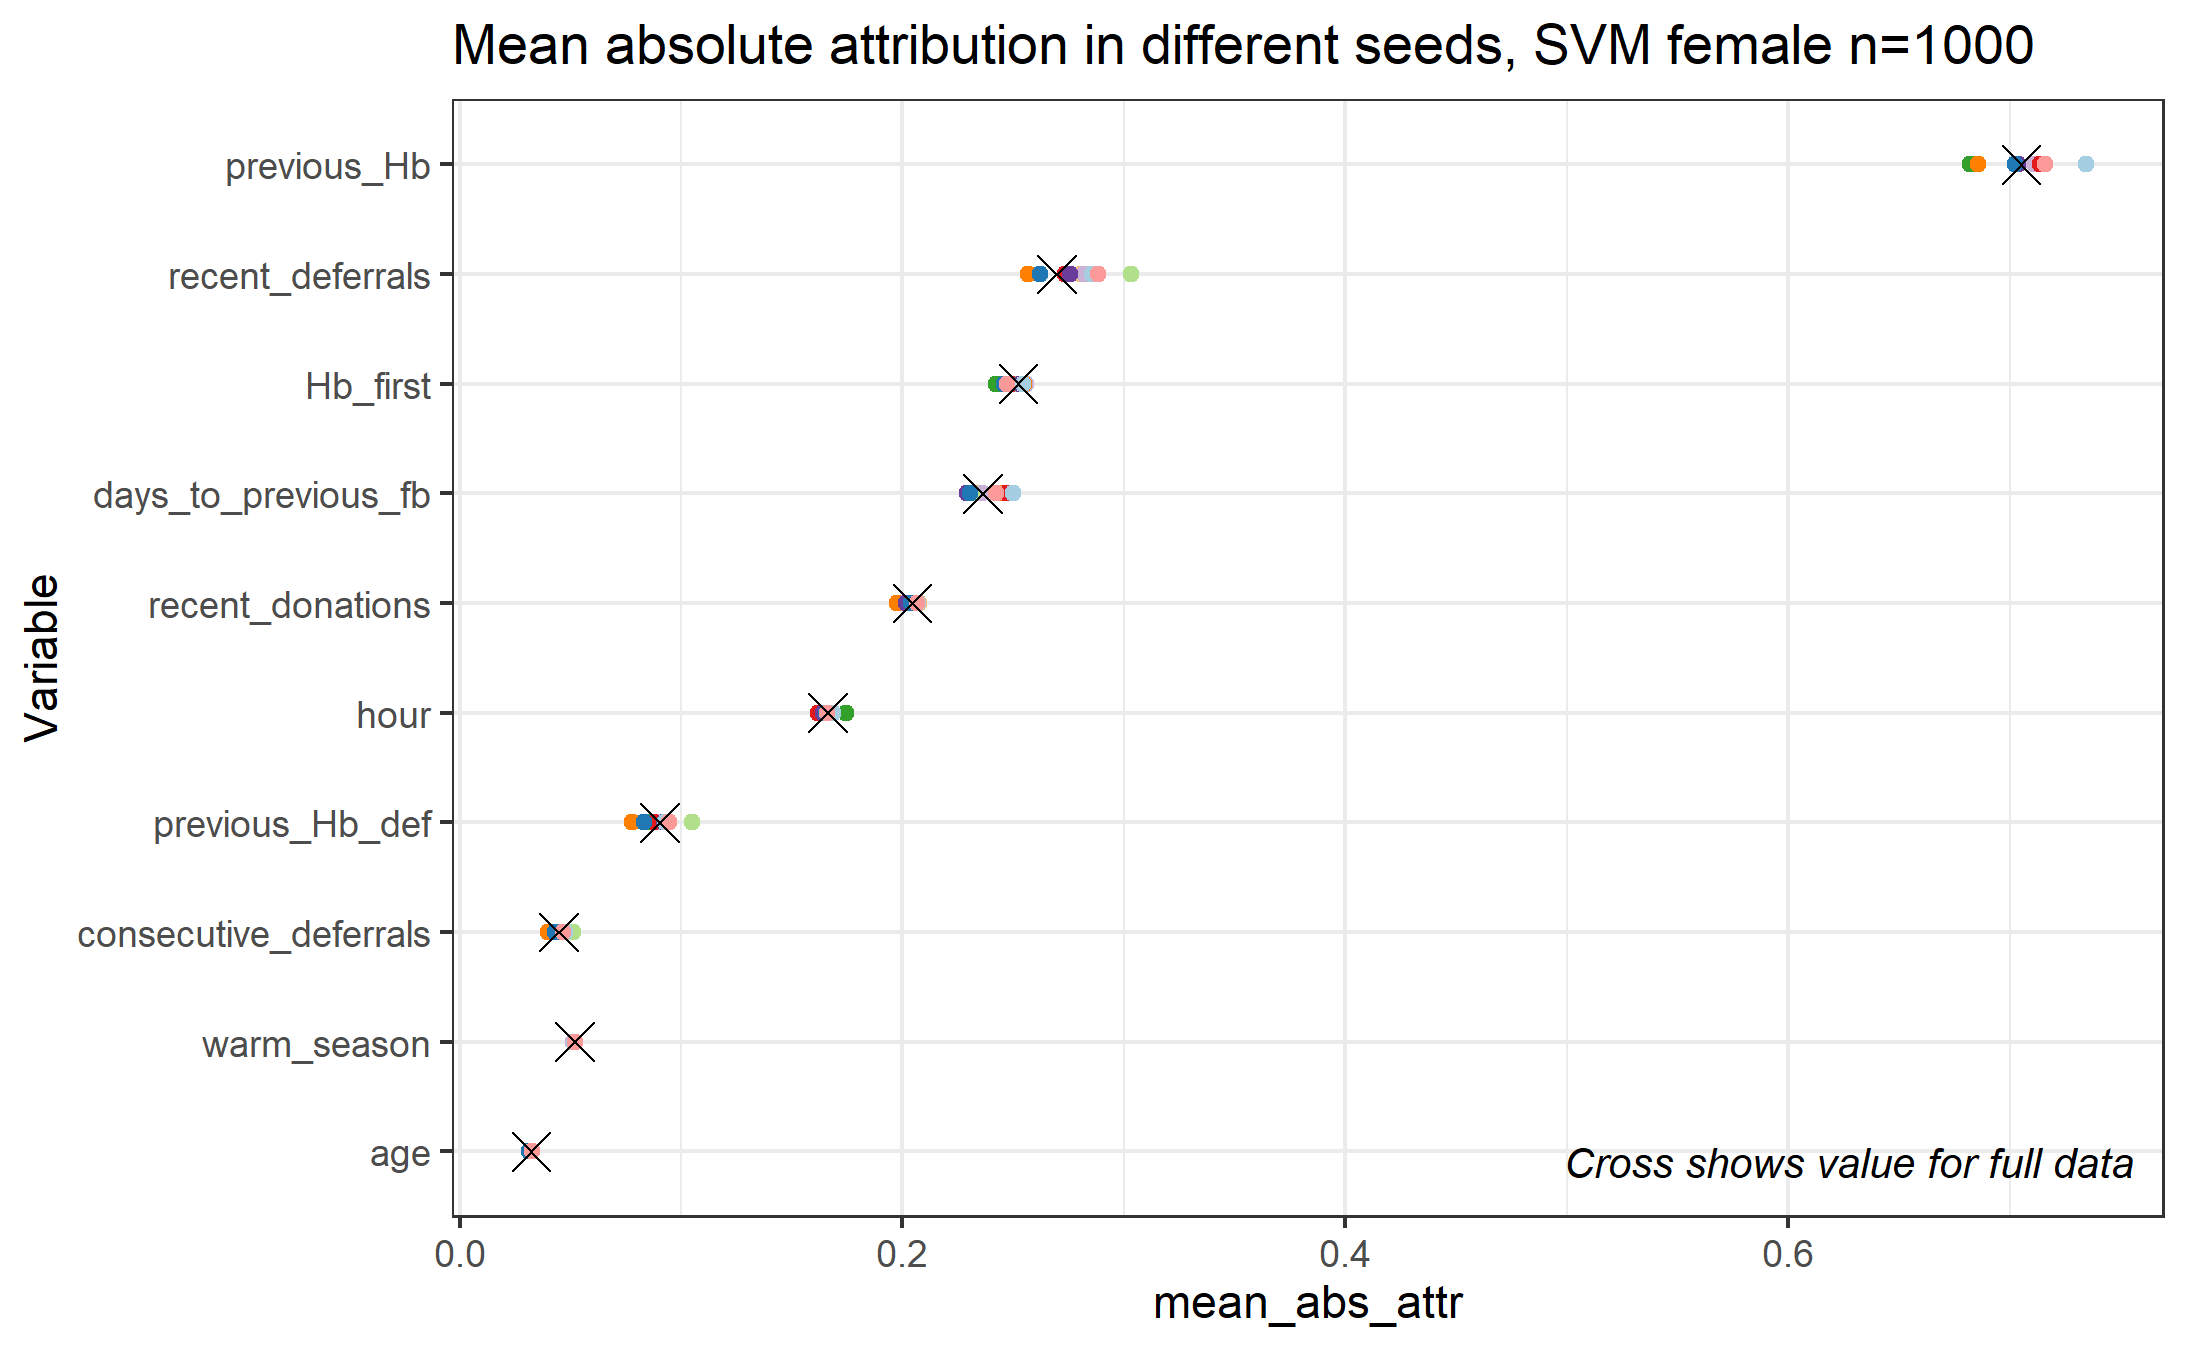 Mean absolute attribution in different seeds, SVM female n=1000
previous_Hb
recent_deferrals
Hb_first
days_to_previous_fb
recent_donations
hour
previous_Hb_def
consecutive_deferrals
warm_season
age
Variable
Cross shows value for full data
0.0 0.2 0.4 0.6
mean_abs_attr